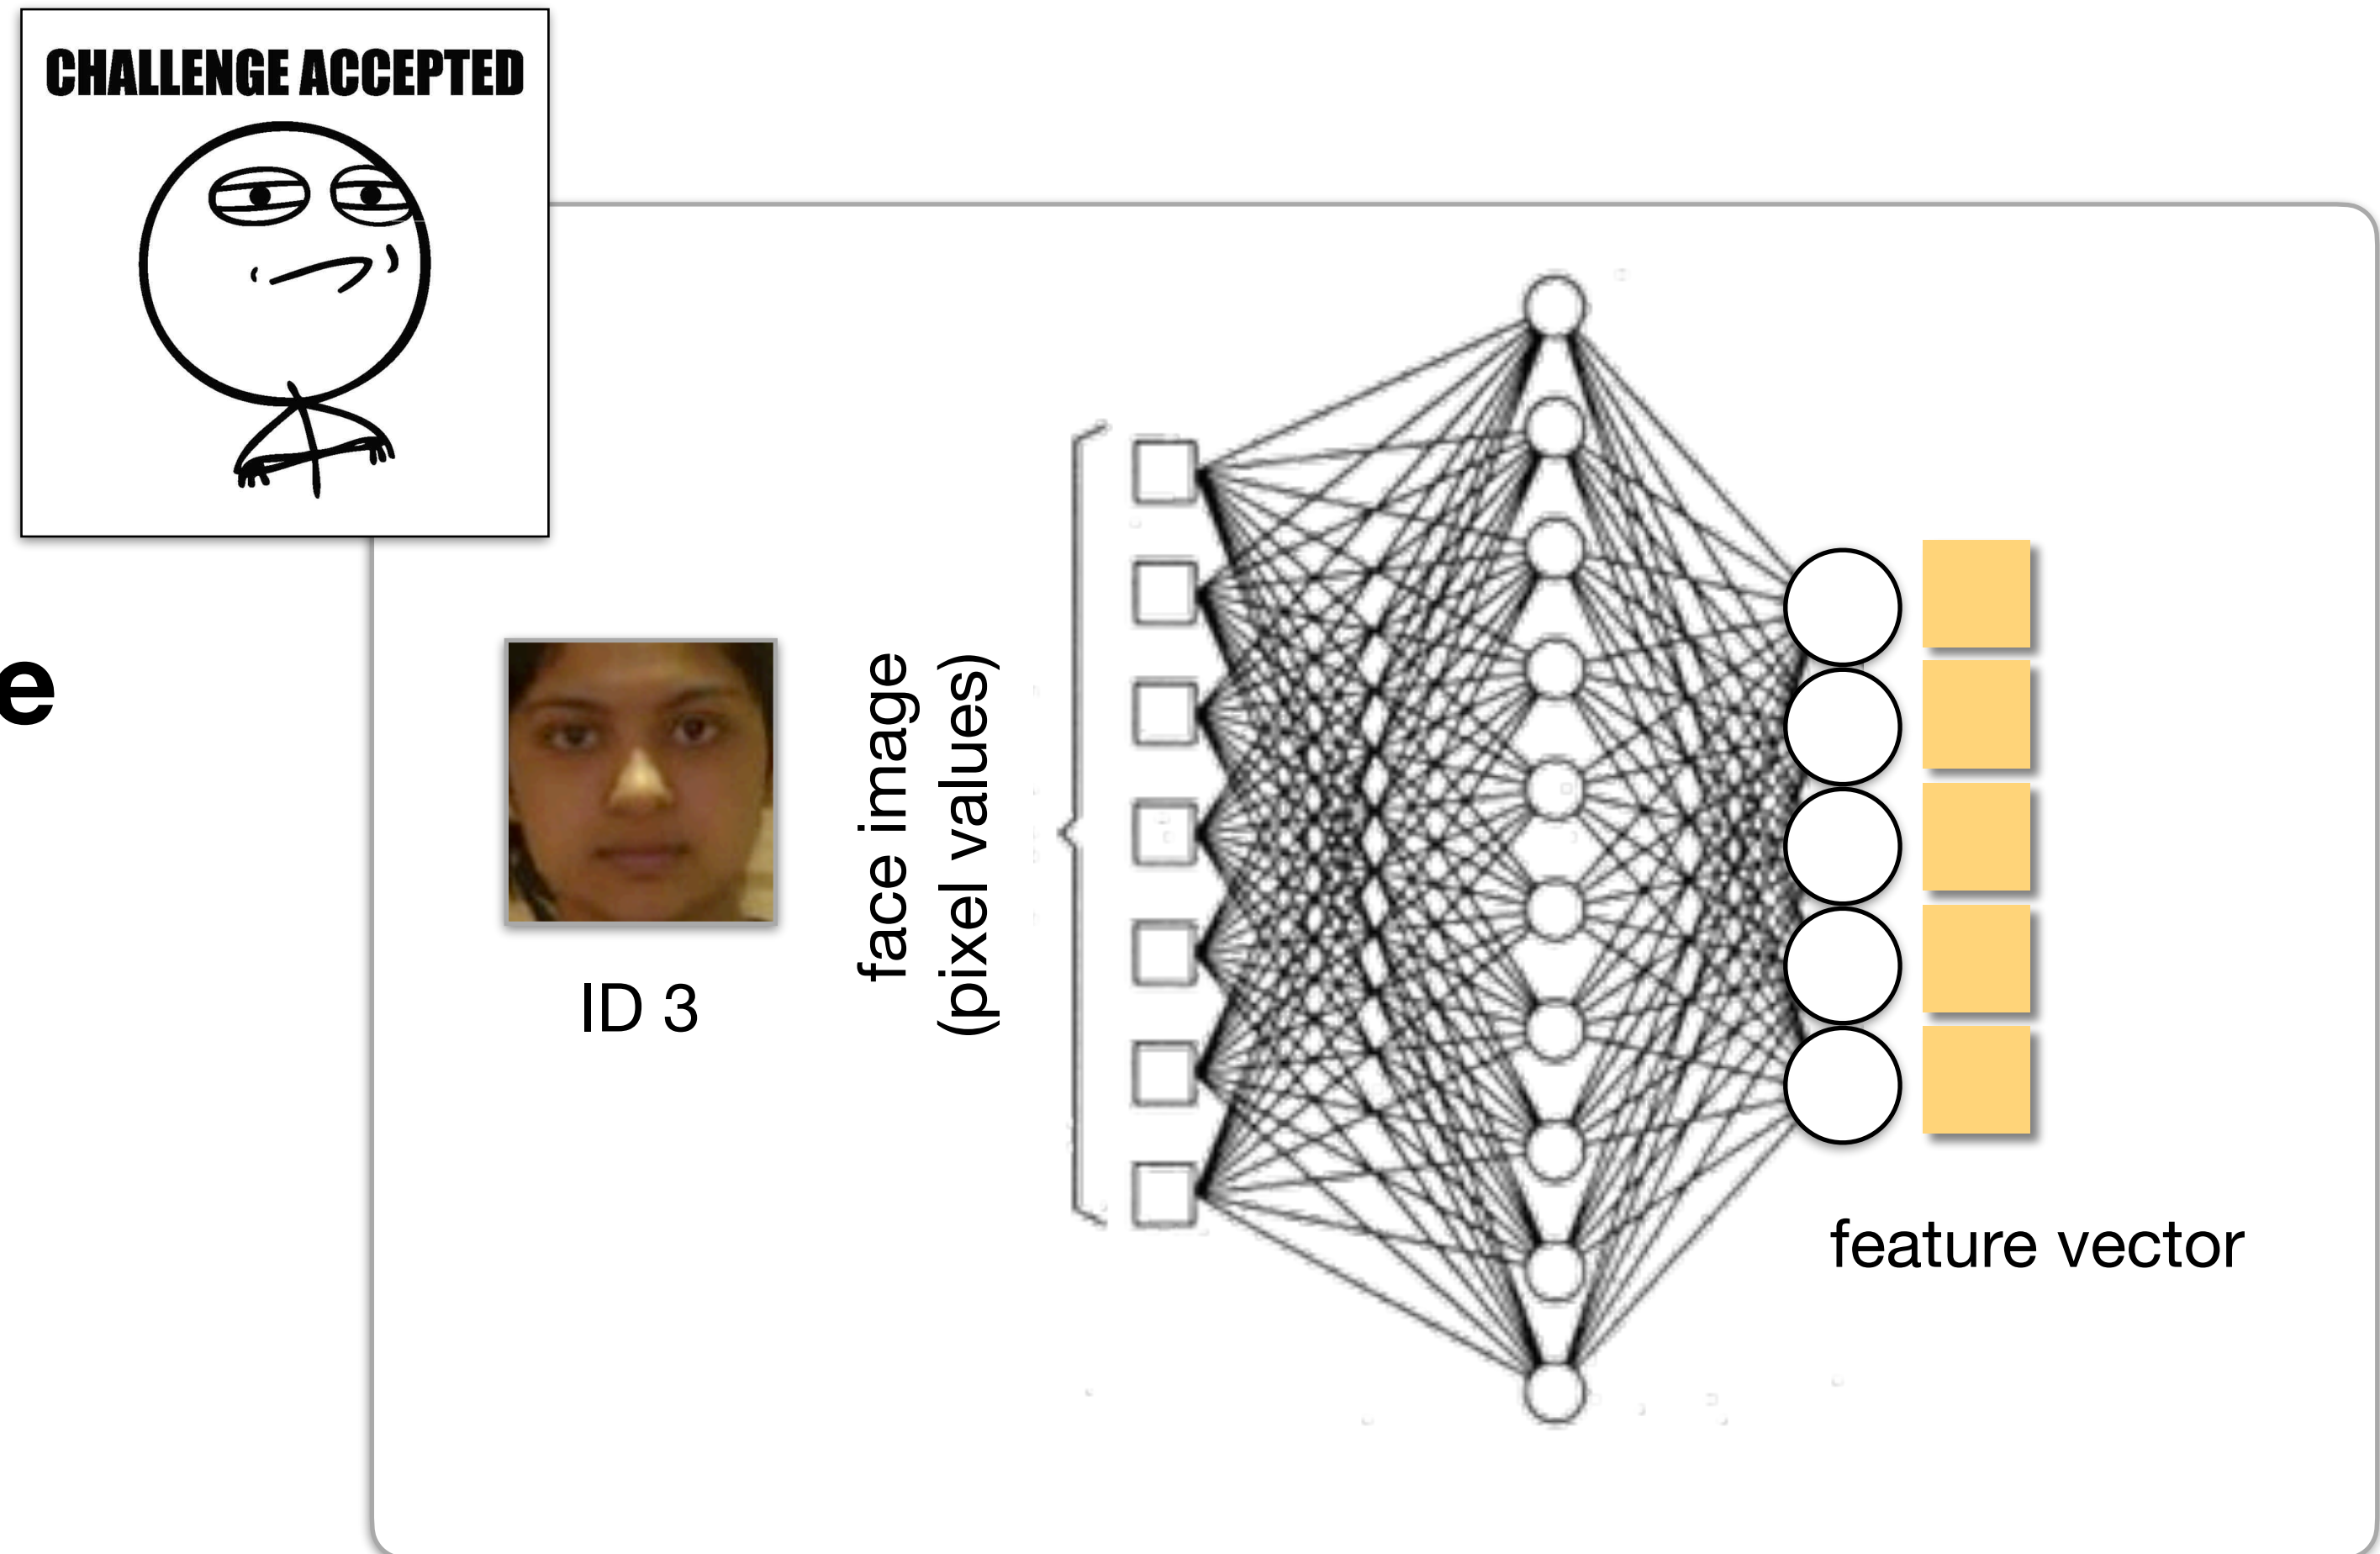 CHALLENGE ACCEPTED
e
ID 3
face image
(pixel values)
feature vector